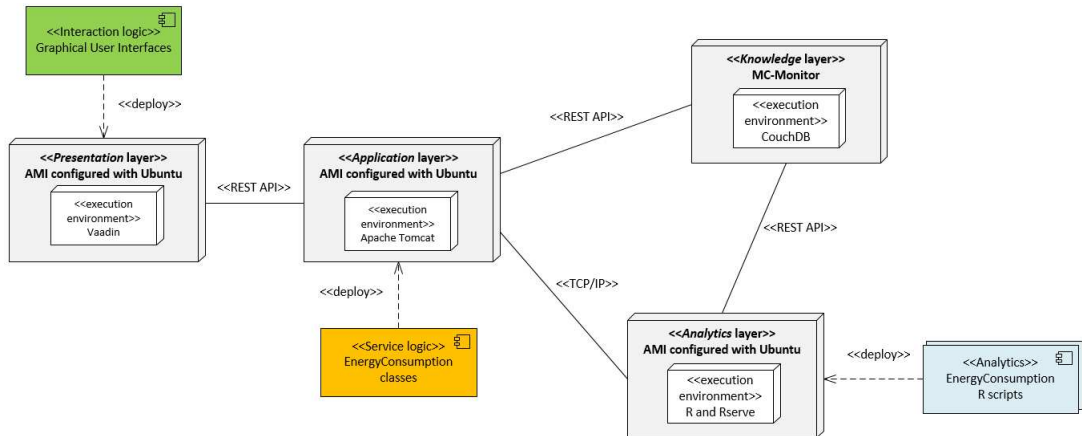 <<Interaction logic>>
Graphical User Interfaces
<<deploy>>
<<Presentation layer>>
AMI configured with Ubuntu
<<execution
environment>>
Vaadin
<<REST API>>
<<Application layer>>
AMI configured with Ubuntu
<<execution
environment>>
Apache Tomcat
<<deploy>>
<<Service logic>>
EnergyConsumption
classes
<<REST API>>
<<Knowledge layer>>
MC-Monitor
<<execution
environment>>
CouchDB
<<REST API>>
<<TCP/IP>>
<<Analytics layer>>
AMI configured with Ubuntu
<<execution
environment>>
R and Rserve
<<deploy>>
<<Analytics>>
EnergyConsumption
R scripts